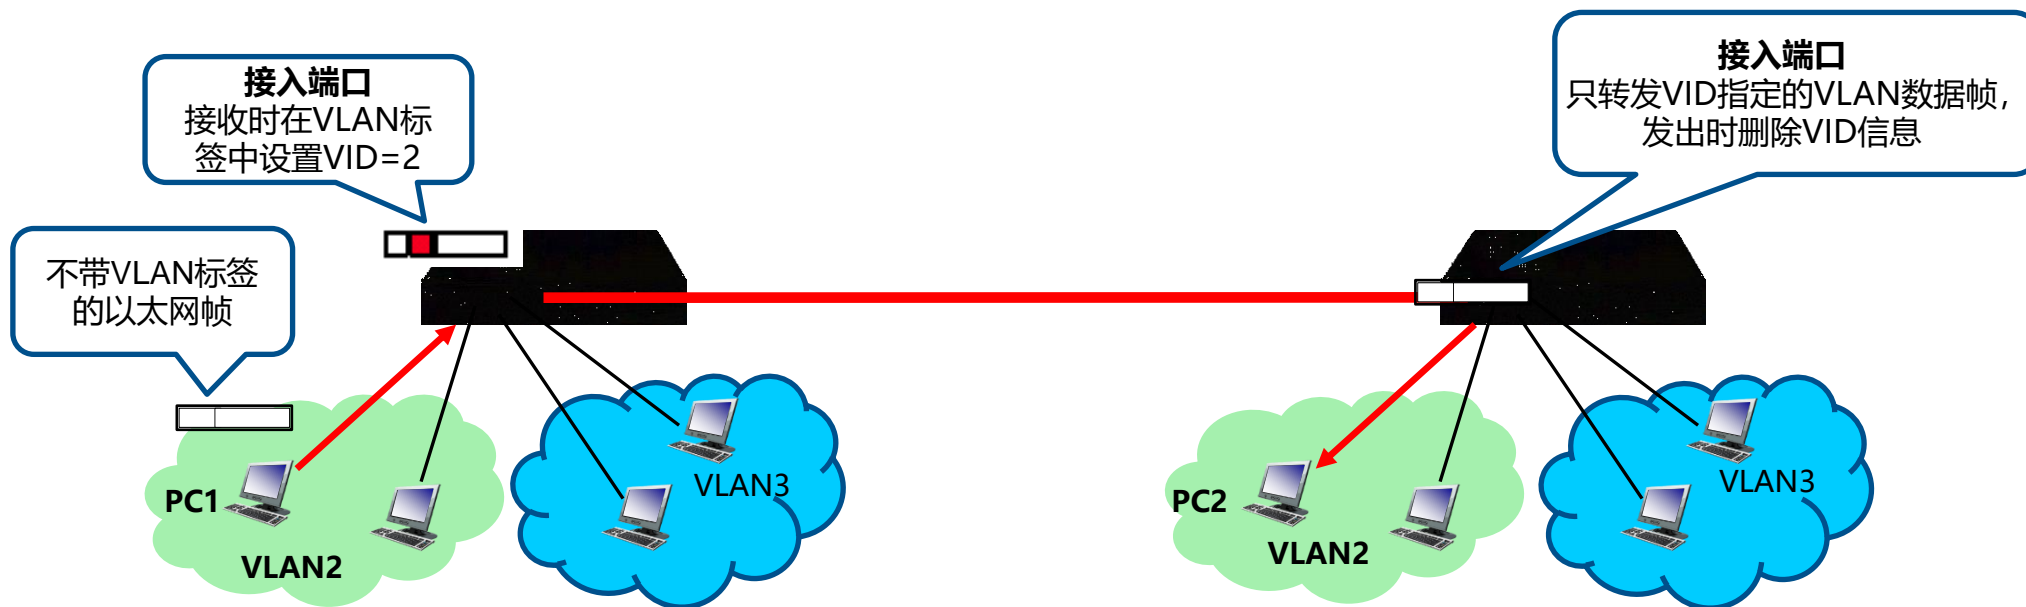 接入端口
接收时在VLAN标
签中设置VID=2
接入端口
只转发VID指定的VLAN数据帧，
发出时删除VID信息
不带VLAN标签
的以太网帧
PC1
VLAN2
VLAN3
PC2
VLAN2
VLAN3